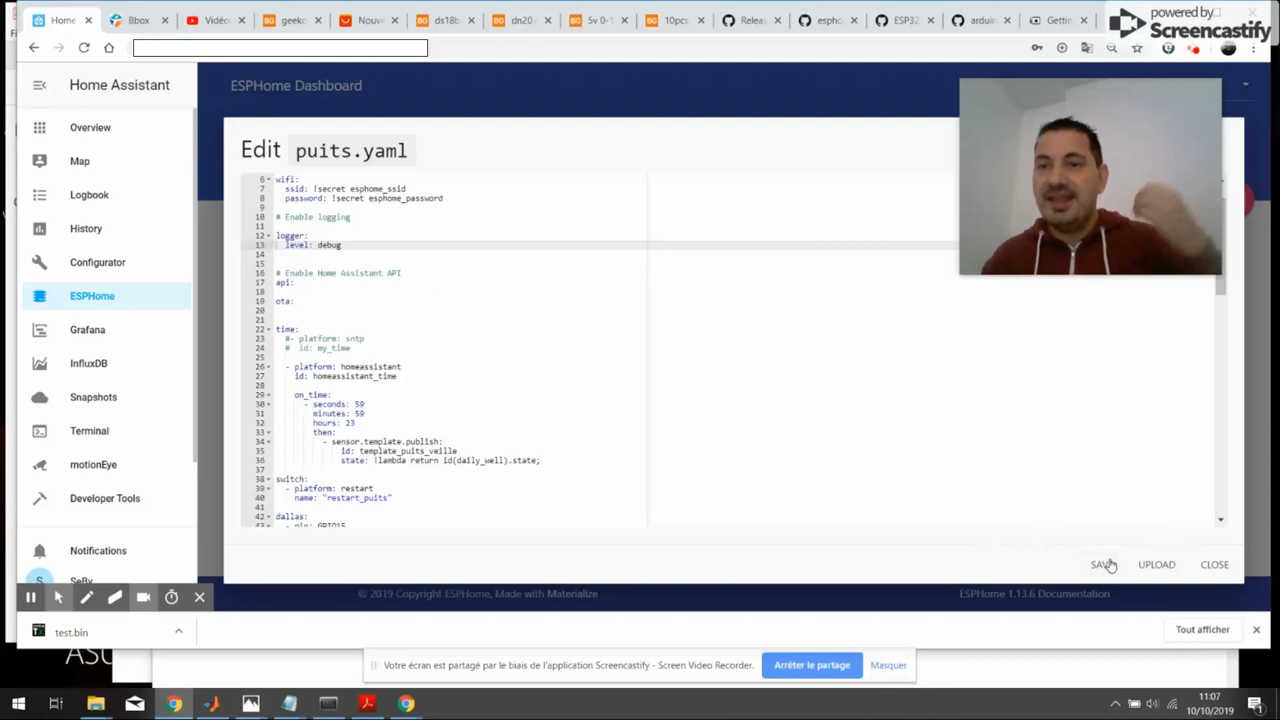 Home
Bbox
Vidéo
geeko
Nouve
ds18b
dn20
5v 0-1
10pcs
Releas
espho
ESP32
arduin
Gettin
powered by
Screencastify
Home Assistant
ESPHome Dashboard
Overview
Map
Logbook
History
Configurator
ESPHome
Grafana
InfluxDB
Snapshots
Terminal
motionEye
Developer Tools
Notifications
S
SeBy
Edit puits.yaml
6 wifi:
7 ssid: !secret esphome_ssid
8 password: !secret esphome_password
9
10 # Enable logging
11
12 logger:
13 level: debug
14
15
16 # Enable Home Assistant API
17 api:
18
19 ota:
20
21
22 time:
23 #- platform: sntp
24 # id: my_time
25
26 - platform: homeassistant
27 id: homeassistant_time
28
29 on_time:
30 - seconds: 59
31 minutes: 59
32 hours: 23
33 then:
34 - sensor.template.publish:
35 id: template_puits_veille
36 state: !lambda return id(daily_well).state;
37
38 switch:
39 - platform: restart
40 name: "restart_puits"
41
42 dallas:
43 - pin: GPIO15
SAVE UPLOAD CLOSE
© 2019 Copyright ESPHome, Made with Materialize
ESPHome 1.13.6 Documentation
test.bin
Tout afficher
Votre écran est partagé par le biais de l'application Screencastify - Screen Video Recorder.
Arrêter le partage
Masquer
11:07
10/10/2019